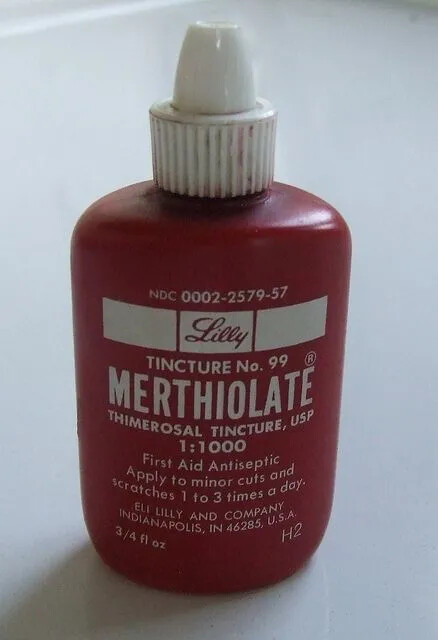 NDC 0002-2579-57
Lilly
TINCTURE No. 99
MERTHIOLATE®
THIMEROSAL TINCTURE, USP
1:1000
First Aid Antiseptic
Apply to minor cuts and
scratches 1 to 3 times a day.
ELI LILLY AND COMPANY
INDIANAPOLIS, IN 46285, U.S.A.
3/4 fl oz H2